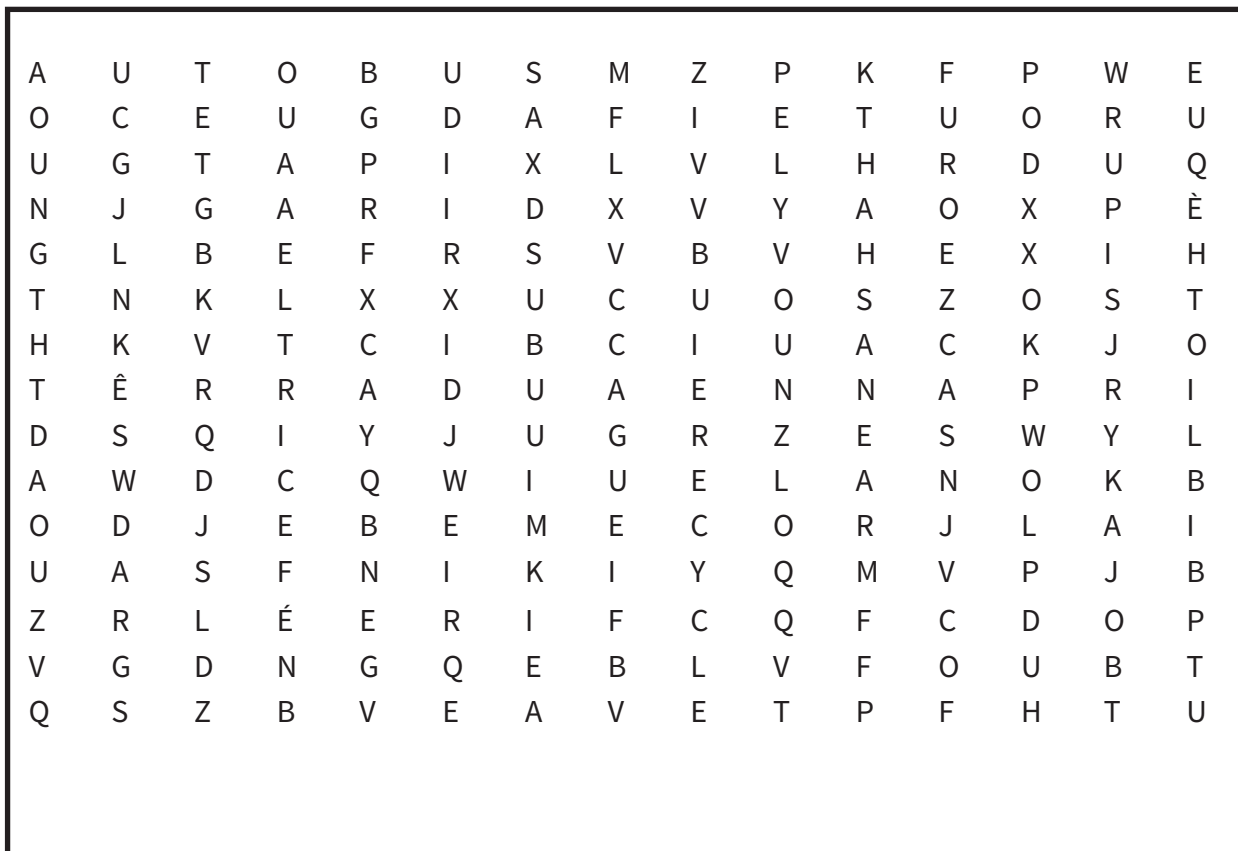 A U T O B U S M Z P K F P W E
O C E U G D A F I E T U O R U
U G T A P I X L V L H R D U Q
N J G A R I D X V Y A O X P È
G L B E F R S V B V H E X I H
T N K L X X U C U O S Z O S T
H K V T C I B C I U A C K J O
T Ê R R A D U A E N N A P R I
D S Q I Y J U G R Z E S W Y L
A W D C Q W I U E L A N O K B
O D J E B E M E C O R J L A I
U A S F N I K I Y Q M V P J B
Z R L É E R I F C Q F C D O P
V G D N G Q E B L V F O U B T
Q S Z B V E A V E T P F H T U